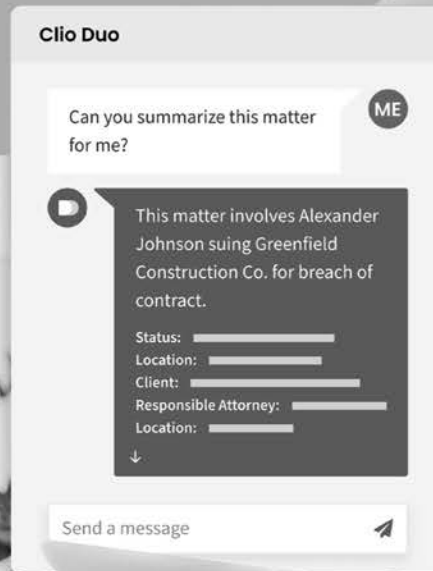 Clio Duo
Can you summarize this matter
for me?
ME
This matter involves Alexander
Johnson suing Greenfield
Construction Co. for breach of
contract.
Status:
Location:
Client:
Responsible Attorney:
Location:
Send a message